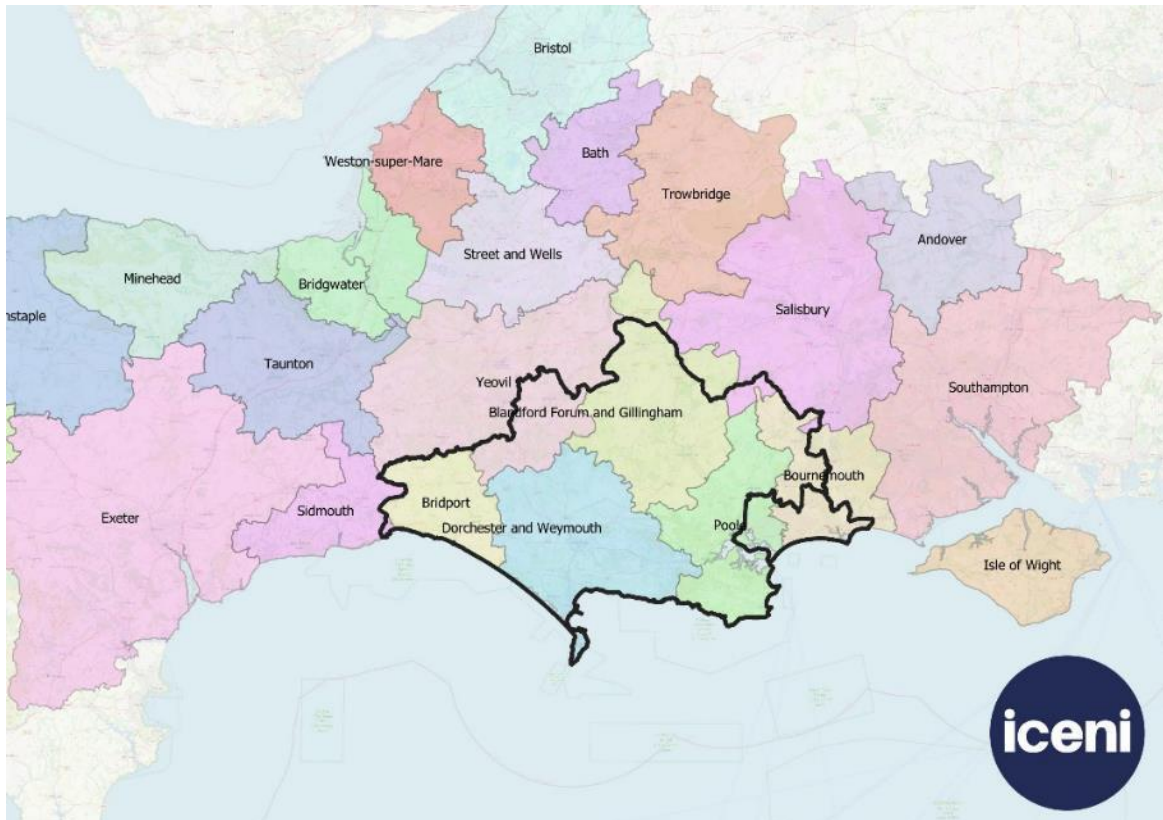 Bristol
Bath
Weston-super-Mare
Trowbridge
Andover
Street and Wells
Minehead
Bridgwater
Salisbury
nstaple
Taunton
Yeovil
Southampton
Blandford Forum and Gillingham
Bournemouth
Bridport
Sidmouth
Exeter
Dorchester and Weymouth
Poole
Isle of Wight
iceni